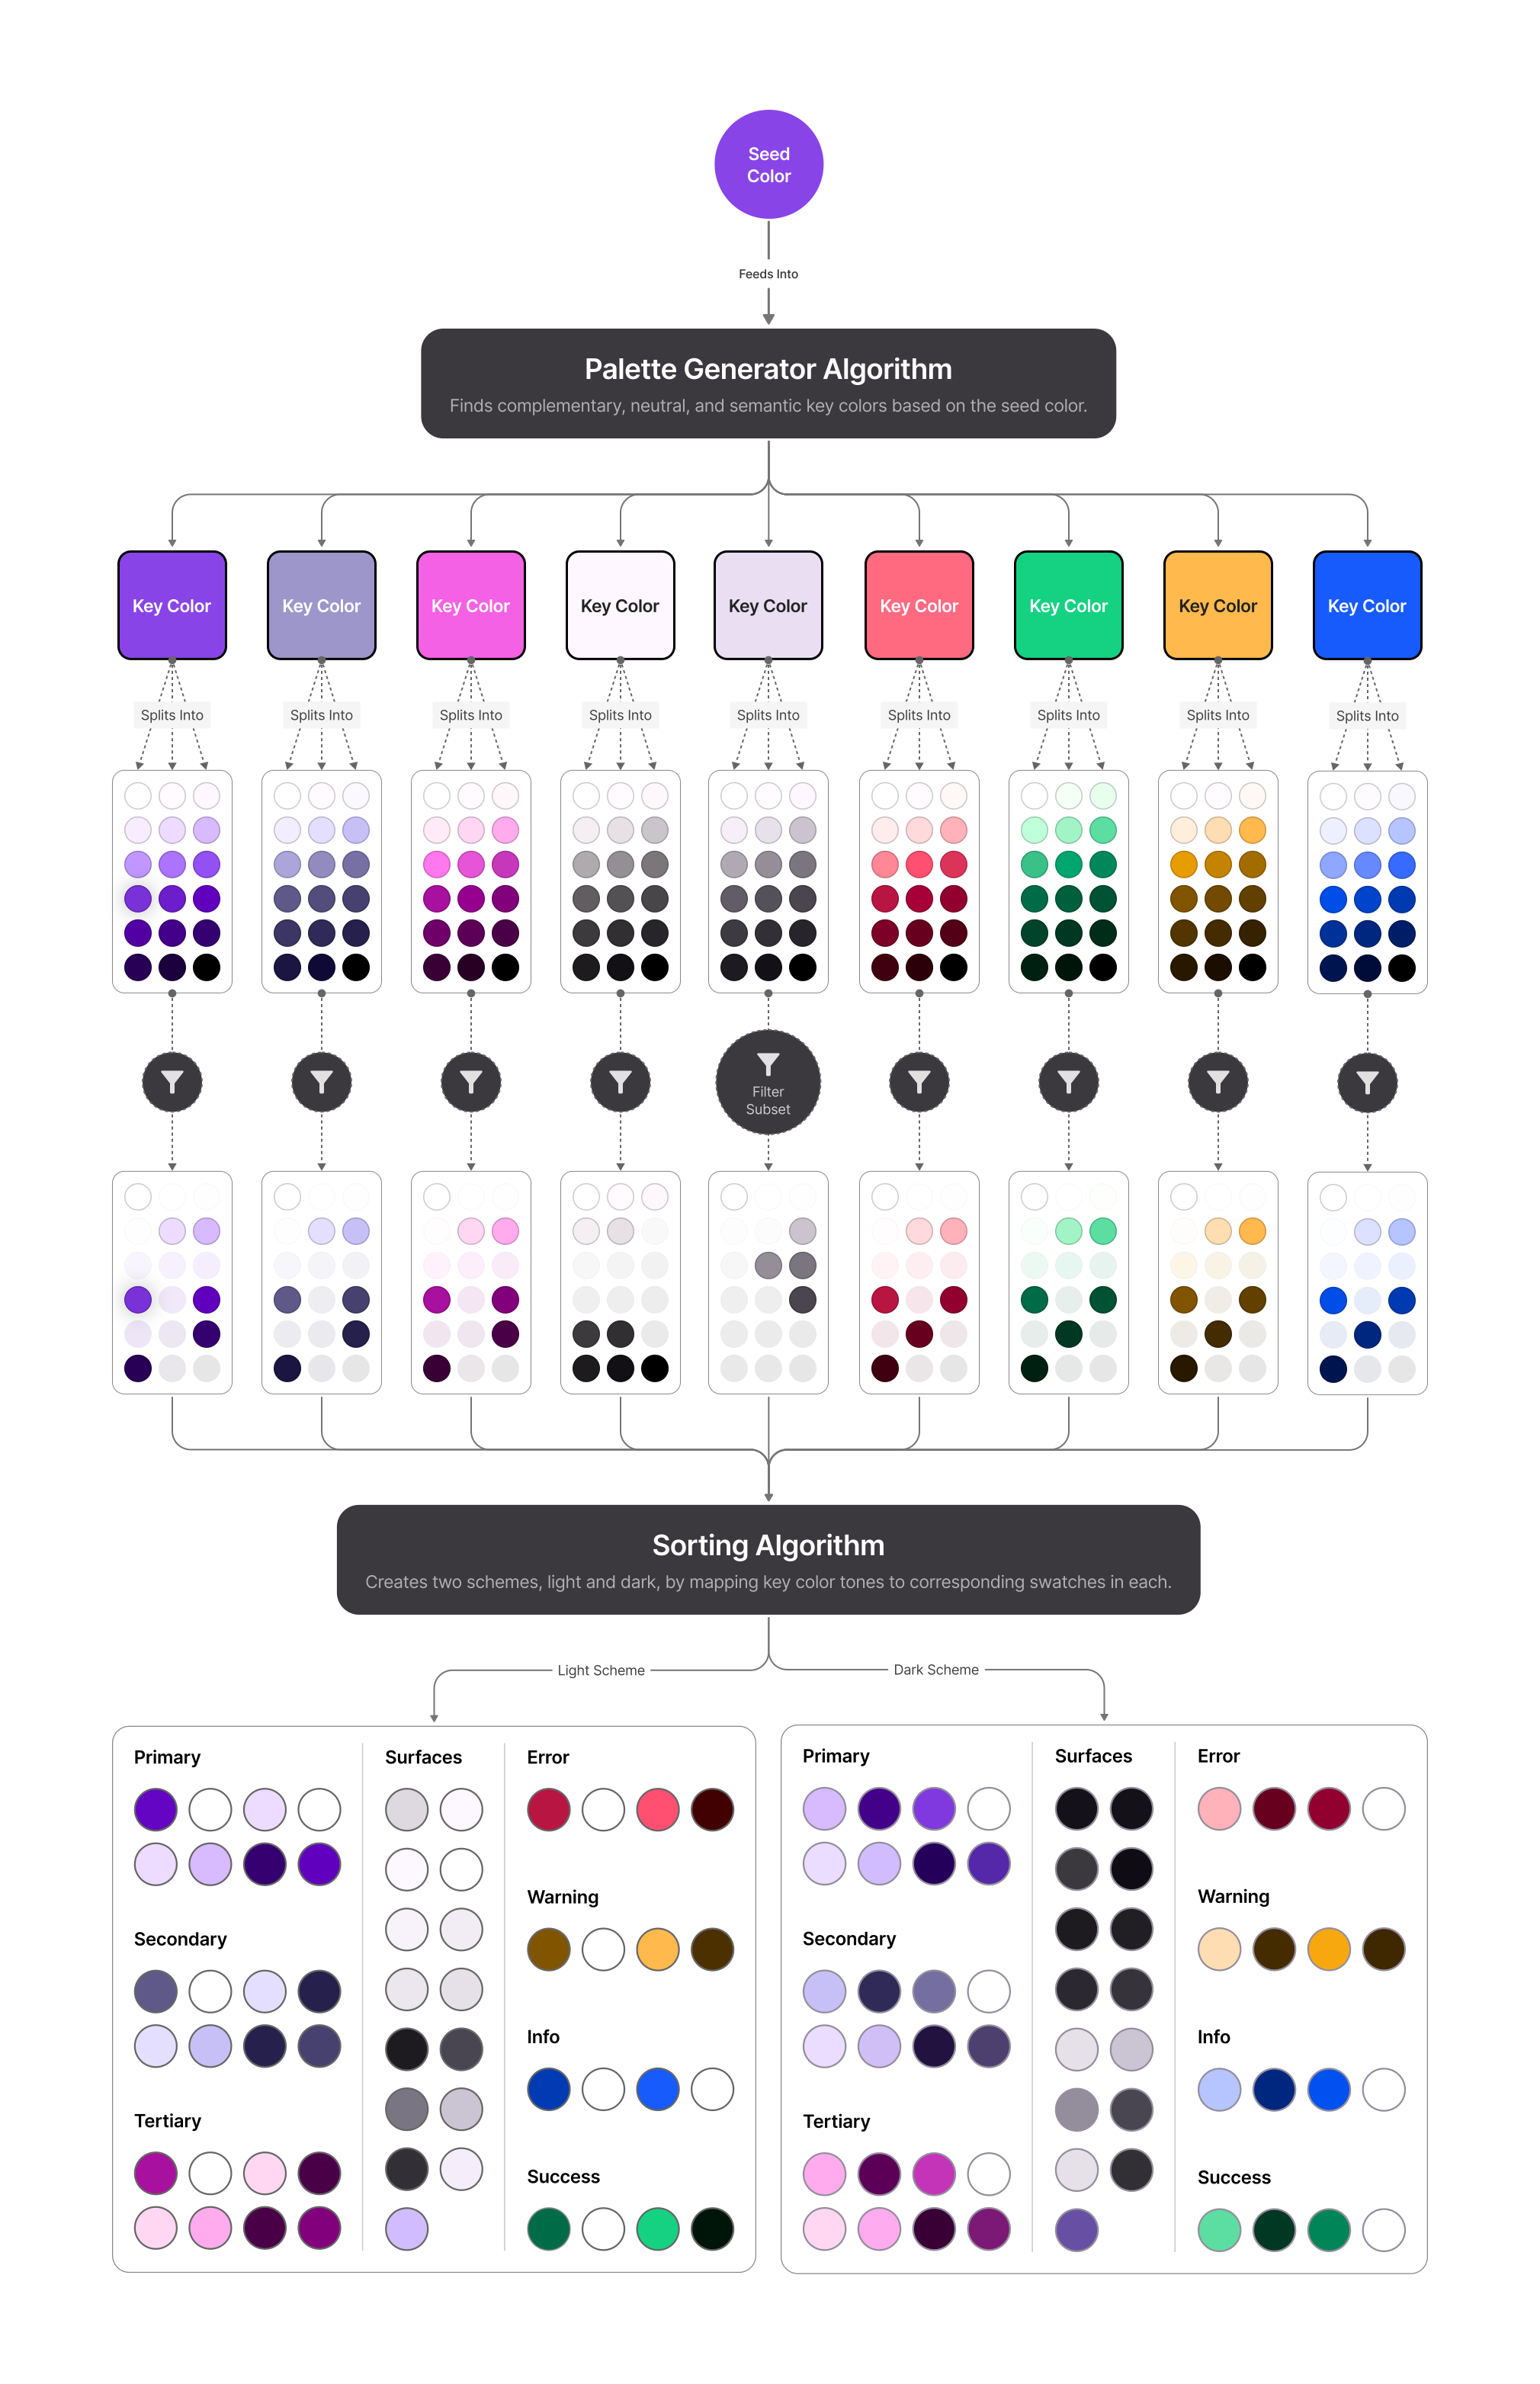 Seed
Color
Feeds Into
Palette Generator Algorithm
Finds complementary, neutral, and semantic key colors based on the seed color.
Key Color
Key Color
Key Color
Key Color
Key Color
Key Color
Key Color
Key Color
Key Color
Splits Into
Splits Into
Splits Into
Splits Into
Splits Into
Splits Into
Splits Into
Splits Into
Splits Into
Filter
Subset
Sorting Algorithm
Creates two schemes, light and dark, by mapping key color tones to corresponding swatches in each.
Light Scheme
Dark Scheme
Primary
Secondary
Tertiary
Surfaces
Error
Warning
Info
Success
Primary
Secondary
Tertiary
Surfaces
Error
Warning
Info
Success